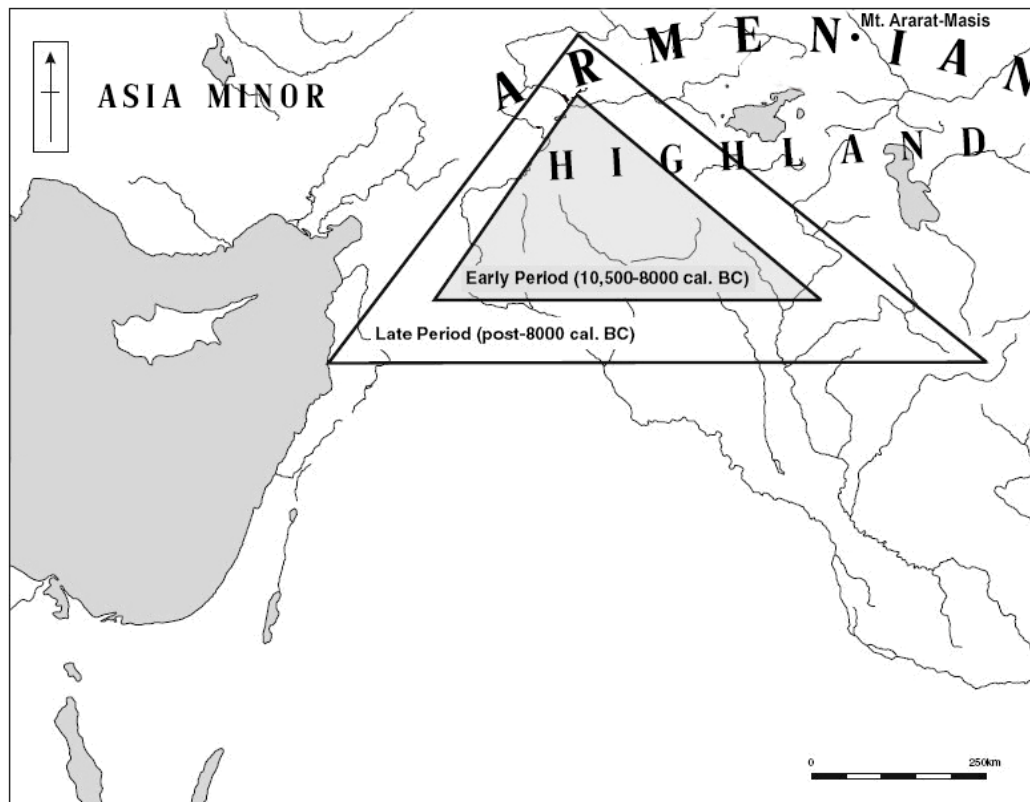 Mt. Ararat-Masis
ARMENIAN
ASIA MINOR
HIGHLAND
Early Period (10,500-8000 cal. BC)
Late Period (post-8000 cal. BC)
0 250km